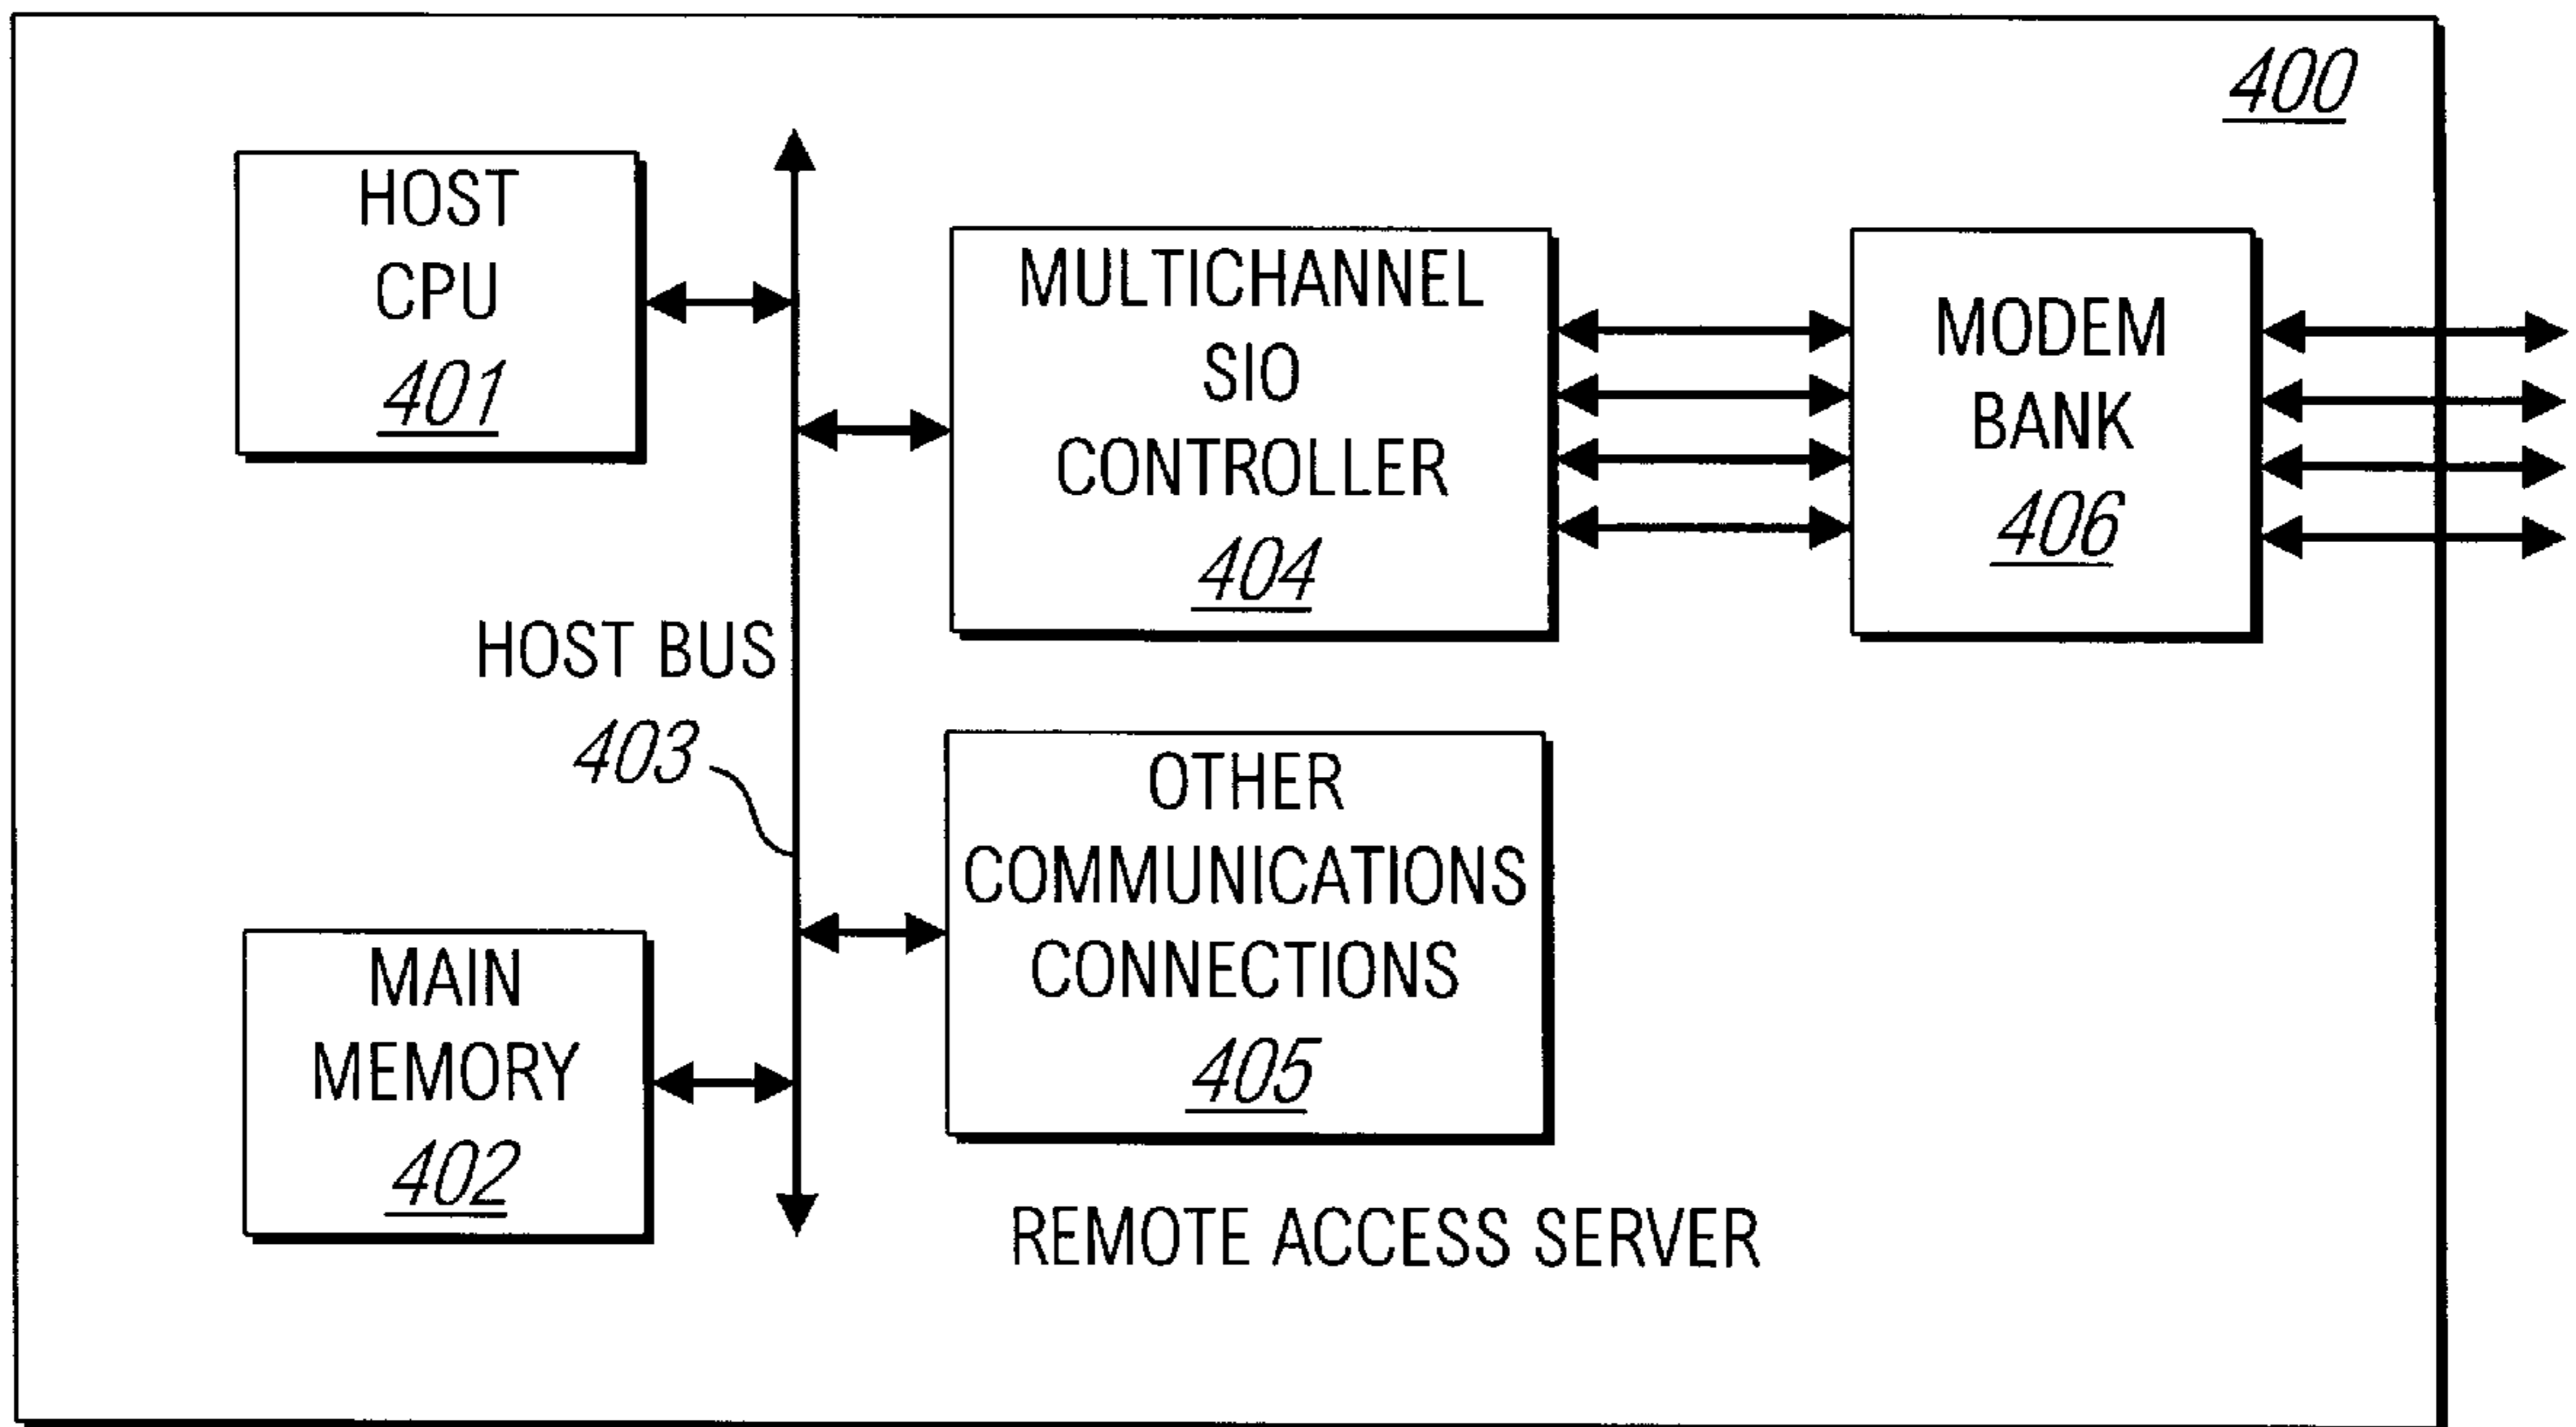 400
HOST
CPU
401
MULTICHANNEL
SIO
CONTROLLER
404
MODEM
BANK
406
HOST BUS
403
OTHER
COMMUNICATIONS
CONNECTIONS
405
MAIN
MEMORY
402
REMOTE ACCESS SERVER